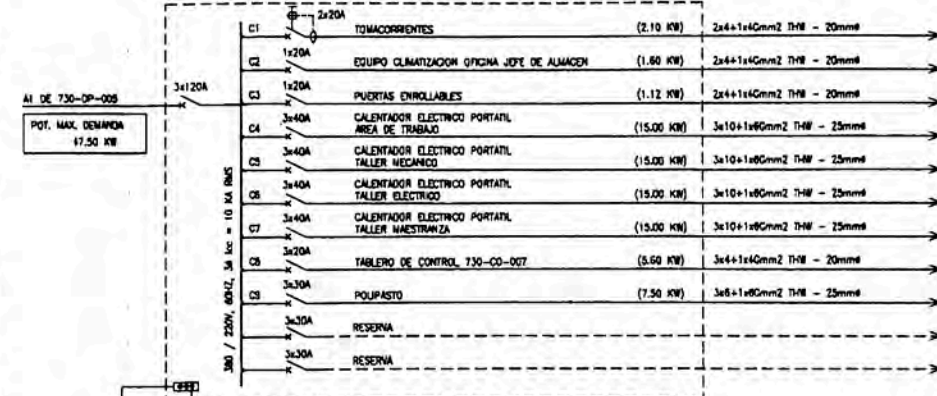 2x20A
C1 TOMACORRIENTES (2.10 KW) 2x4+1x4Gmm2 THW - 20mmø
1x20A
C2 EQUIPO CLIMATIZACION OFICINA JEFE DE ALMACEN (1.60 KW) 2x4+1x4Gmm2 THW - 20mmø
1x20A
C3 PUERTAS ENROLLABLES (1.12 KW) 2x4+1x4Gmm2 THW - 20mmø
3x120A
Al DE 730-DP-005
POT. MAX. DEMANDA
47.50 KW
3x40A
C4 CALENTADOR ELECTRICO PORTATIL
AREA DE TRABAJO (15.00 KW) 3x10+1x6Gmm2 THW - 25mmø
3x40A
C5 CALENTADOR ELECTRICO PORTATIL
TALLER MECANICO (15.00 KW) 3x10+1x6Gmm2 THW - 25mmø
3x40A
C6 CALENTADOR ELECTRICO PORTATIL
TALLER ELECTRICO (15.00 KW) 3x10+1x6Gmm2 THW - 25mmø
3x40A
C7 CALENTADOR ELECTRICO PORTATIL
TALLER MAESTRANZA (15.00 KW) 3x10+1x6Gmm2 THW - 25mmø
3x20A
C8 TABLERO DE CONTROL 730-CO-007 (5.60 KW) 3x4+1x4Gmm2 THW - 20mmø
3x30A
C9 POLIPASTO (7.50 KW) 3x6+1x6Gmm2 THW - 25mmø
3x30A
RESERVA
3x30A
RESERVA
380 / 220V, 60HZ, 3ø Icc = 10 KA RMS